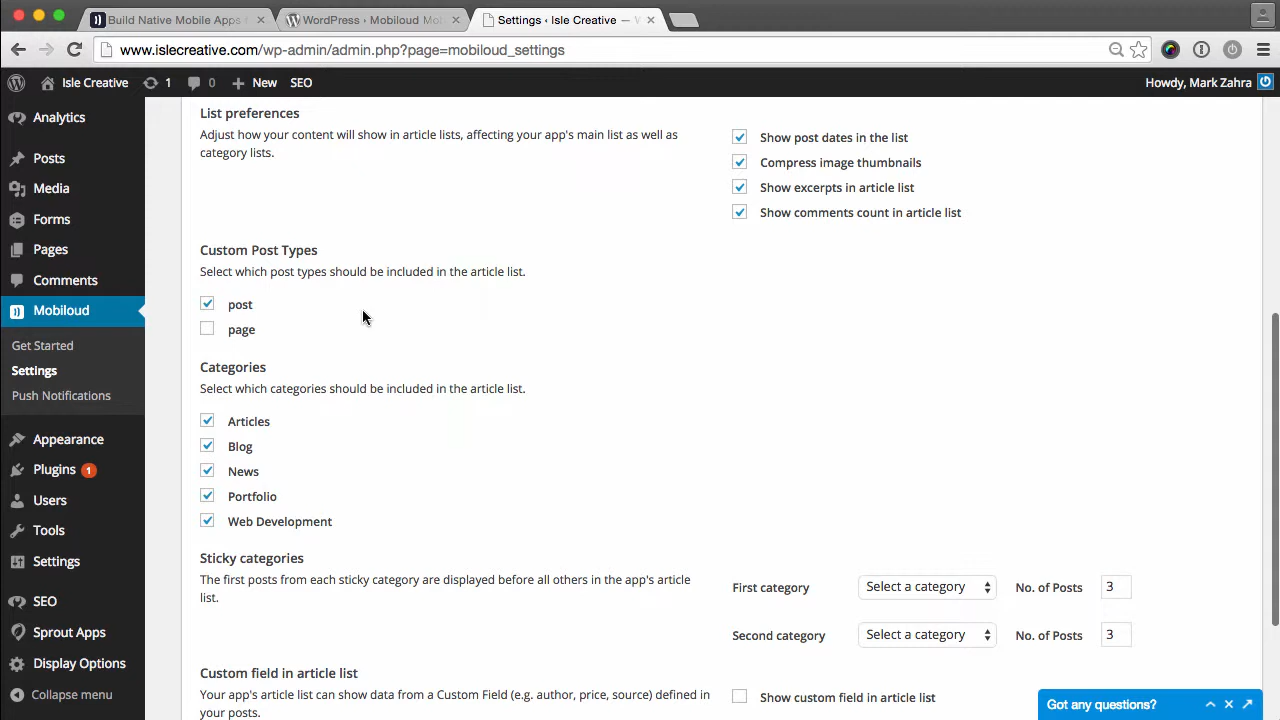 Build Native Mobile Apps f
WordPress › Mobiloud Mob
Settings ‹ Isle Creative — W
www.islecreative.com/wp-admin/admin.php?page=mobiloud_settings
Isle Creative
1
0
New
SEO
Howdy, Mark Zahra
Analytics
Posts
Media
Forms
Pages
Comments
Mobiloud
Get Started
Settings
Push Notifications
Appearance
Plugins 1
Users
Tools
Settings
SEO
Sprout Apps
Display Options
Collapse menu
List preferences
Adjust how your content will show in article lists, affecting your app's main list as well as
category lists.
Show post dates in the list
Compress image thumbnails
Show excerpts in article list
Show comments count in article list
Custom Post Types
Select which post types should be included in the article list.
post
page
Categories
Select which categories should be included in the article list.
Articles
Blog
News
Portfolio
Web Development
Sticky categories
The first posts from each sticky category are displayed before all others in the app's article
list.
First category Select a category No. of Posts 3
Second category Select a category No. of Posts 3
Custom field in article list
Your app's article list can show data from a Custom Field (e.g. author, price, source) defined in
your posts.
Show custom field in article list
Got any questions?